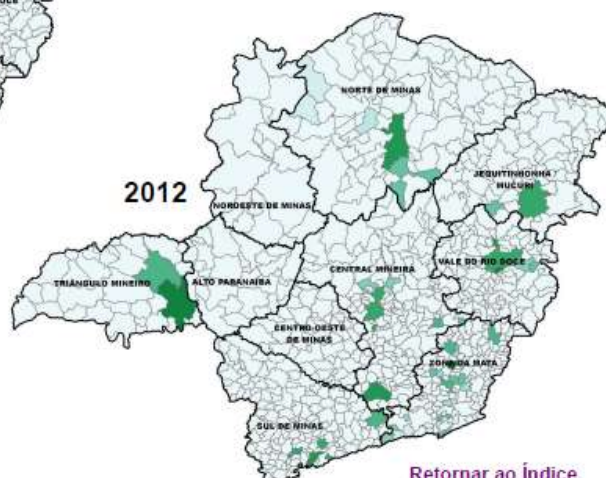 NORTE DE MINAS
JEQUITINHONHA
MUCURI
2012
NOROESTE DE MINAS
VALE DO RIO DOCE
TRIÂNGULO MINEIRO
ALTO PARANAIBA
CENTRAL MINEIRA
CENTRO OESTE
DE MINAS
ZONA DA MATA
SUL DE MINAS
Retornar ao Índice